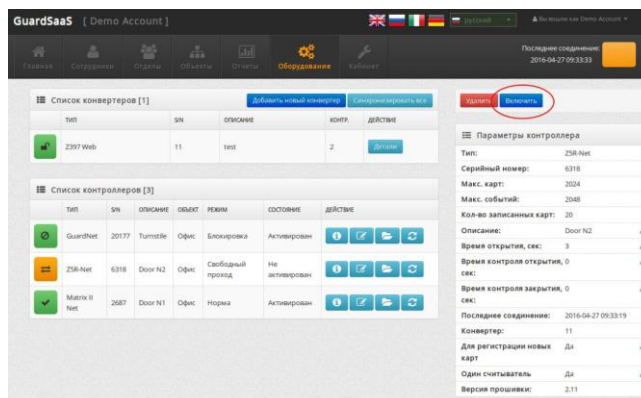 GuardSaaS [ Demo Account ]
русский
Вы вошли как Demo Account
Главная
Сотрудники
Отделы
Объекты
Отчеты
Оборудование
Кабинет
Последнее соединение:
2016-04-27 09:33:33
Список конвертеров [1]
Добавить новый конвертер
Синхронизировать все
ТИП S/N ОПИСАНИЕ КОНТР. ДЕЙСТВИЕ
Z397 Web 11 test 2 Детали
Список контроллеров [3]
ТИП S/N ОПИСАНИЕ ОБЪЕКТ РЕЖИМ СОСТОЯНИЕ ДЕЙСТВИЕ
GuardNet 20177 Turnstile Офис Блокировка Активирован
Z5R-Net 6318 Door N2 Офис Свободный проход Не активирован
Matrix II Net 2687 Door N1 Офис Норма Активирован
Удалить
Включить
Параметры контроллера
Тип: Z5R-Net
Серийный номер: 6318
Макс. карт: 2024
Макс. событий: 2048
Кол-во записанных карт: 20
Описание: Door N2
Время открытия, сек: 3
Время контроля открытия, сек: 0
Время контроля закрытия, сек: 0
Последнее соединение: 2016-04-27 09:33:19
Конвертер: 11
Для регистрации новых карт Да
Один считыватель Да
Версия прошивки: 2.11